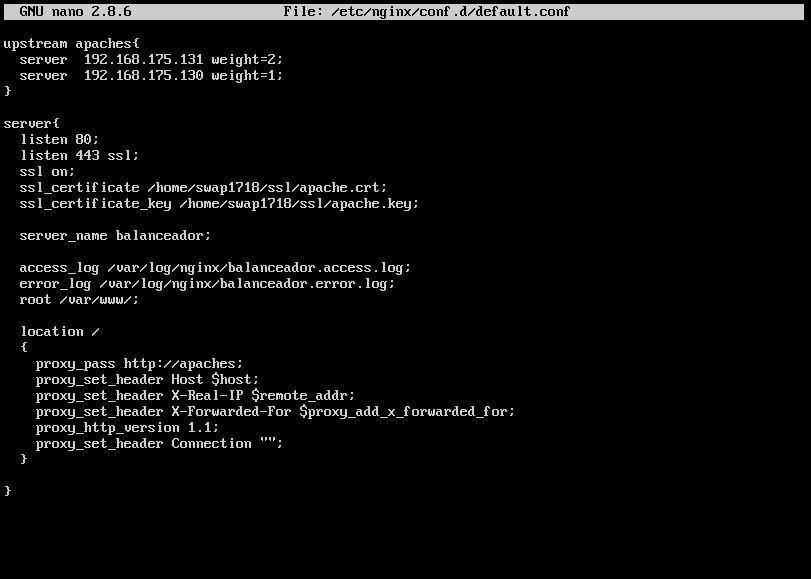 GNU nano 2.8.6 File: /etc/nginx/conf.d/default.conf
upstream apaches{
server  192.168.175.131 weight=2;
server  192.168.175.130 weight=1;
}
server{
listen 80;
listen 443 ssl;
ssl on;
ssl_certificate /home/swap1718/ssl/apache.crt;
ssl_certificate_key /home/swap1718/ssl/apache.key;
server_name balanceador;
access_log /var/log/nginx/balanceador.access.log;
error_log /var/log/nginx/balanceador.error.log;
root /var/www/;
location /
{
proxy_pass http://apaches;
proxy_set_header Host $host;
proxy_set_header X-Real-IP $remote_addr;
proxy_set_header X-Forwarded-For $proxy_add_x_forwarded_for;
proxy_http_version 1.1;
proxy_set_header Connection "";
}
}